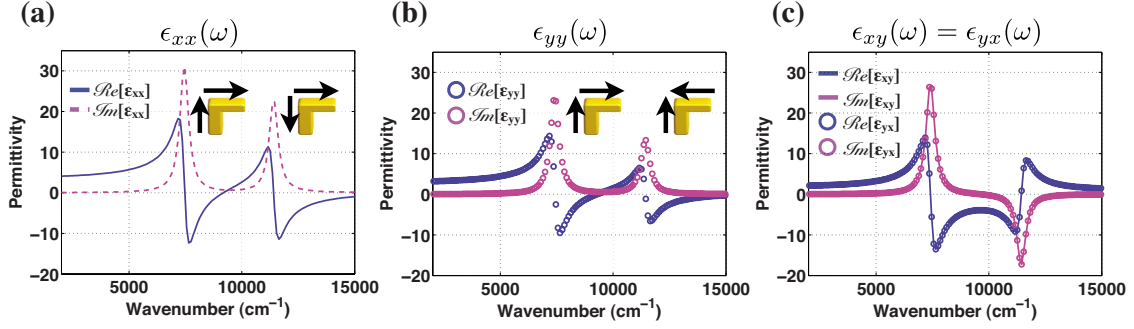 (a)
ϵxx(ω)
Permittivity
30
20
10
0
−10
−20
5000
10000
15000
Wavenumber (cm⁻¹)
ℛe[εxx]
ℐm[εxx]
(b)
ϵyy(ω)
Permittivity
30
20
10
0
−10
−20
5000
10000
15000
Wavenumber (cm⁻¹)
ℛe[εyy]
ℐm[εyy]
(c)
ϵxy(ω) = ϵyx(ω)
Permittivity
30
20
10
0
−10
−20
5000
10000
15000
Wavenumber (cm⁻¹)
ℛe[εxy]
ℐm[εxy]
ℛe[εyx]
ℐm[εyx]